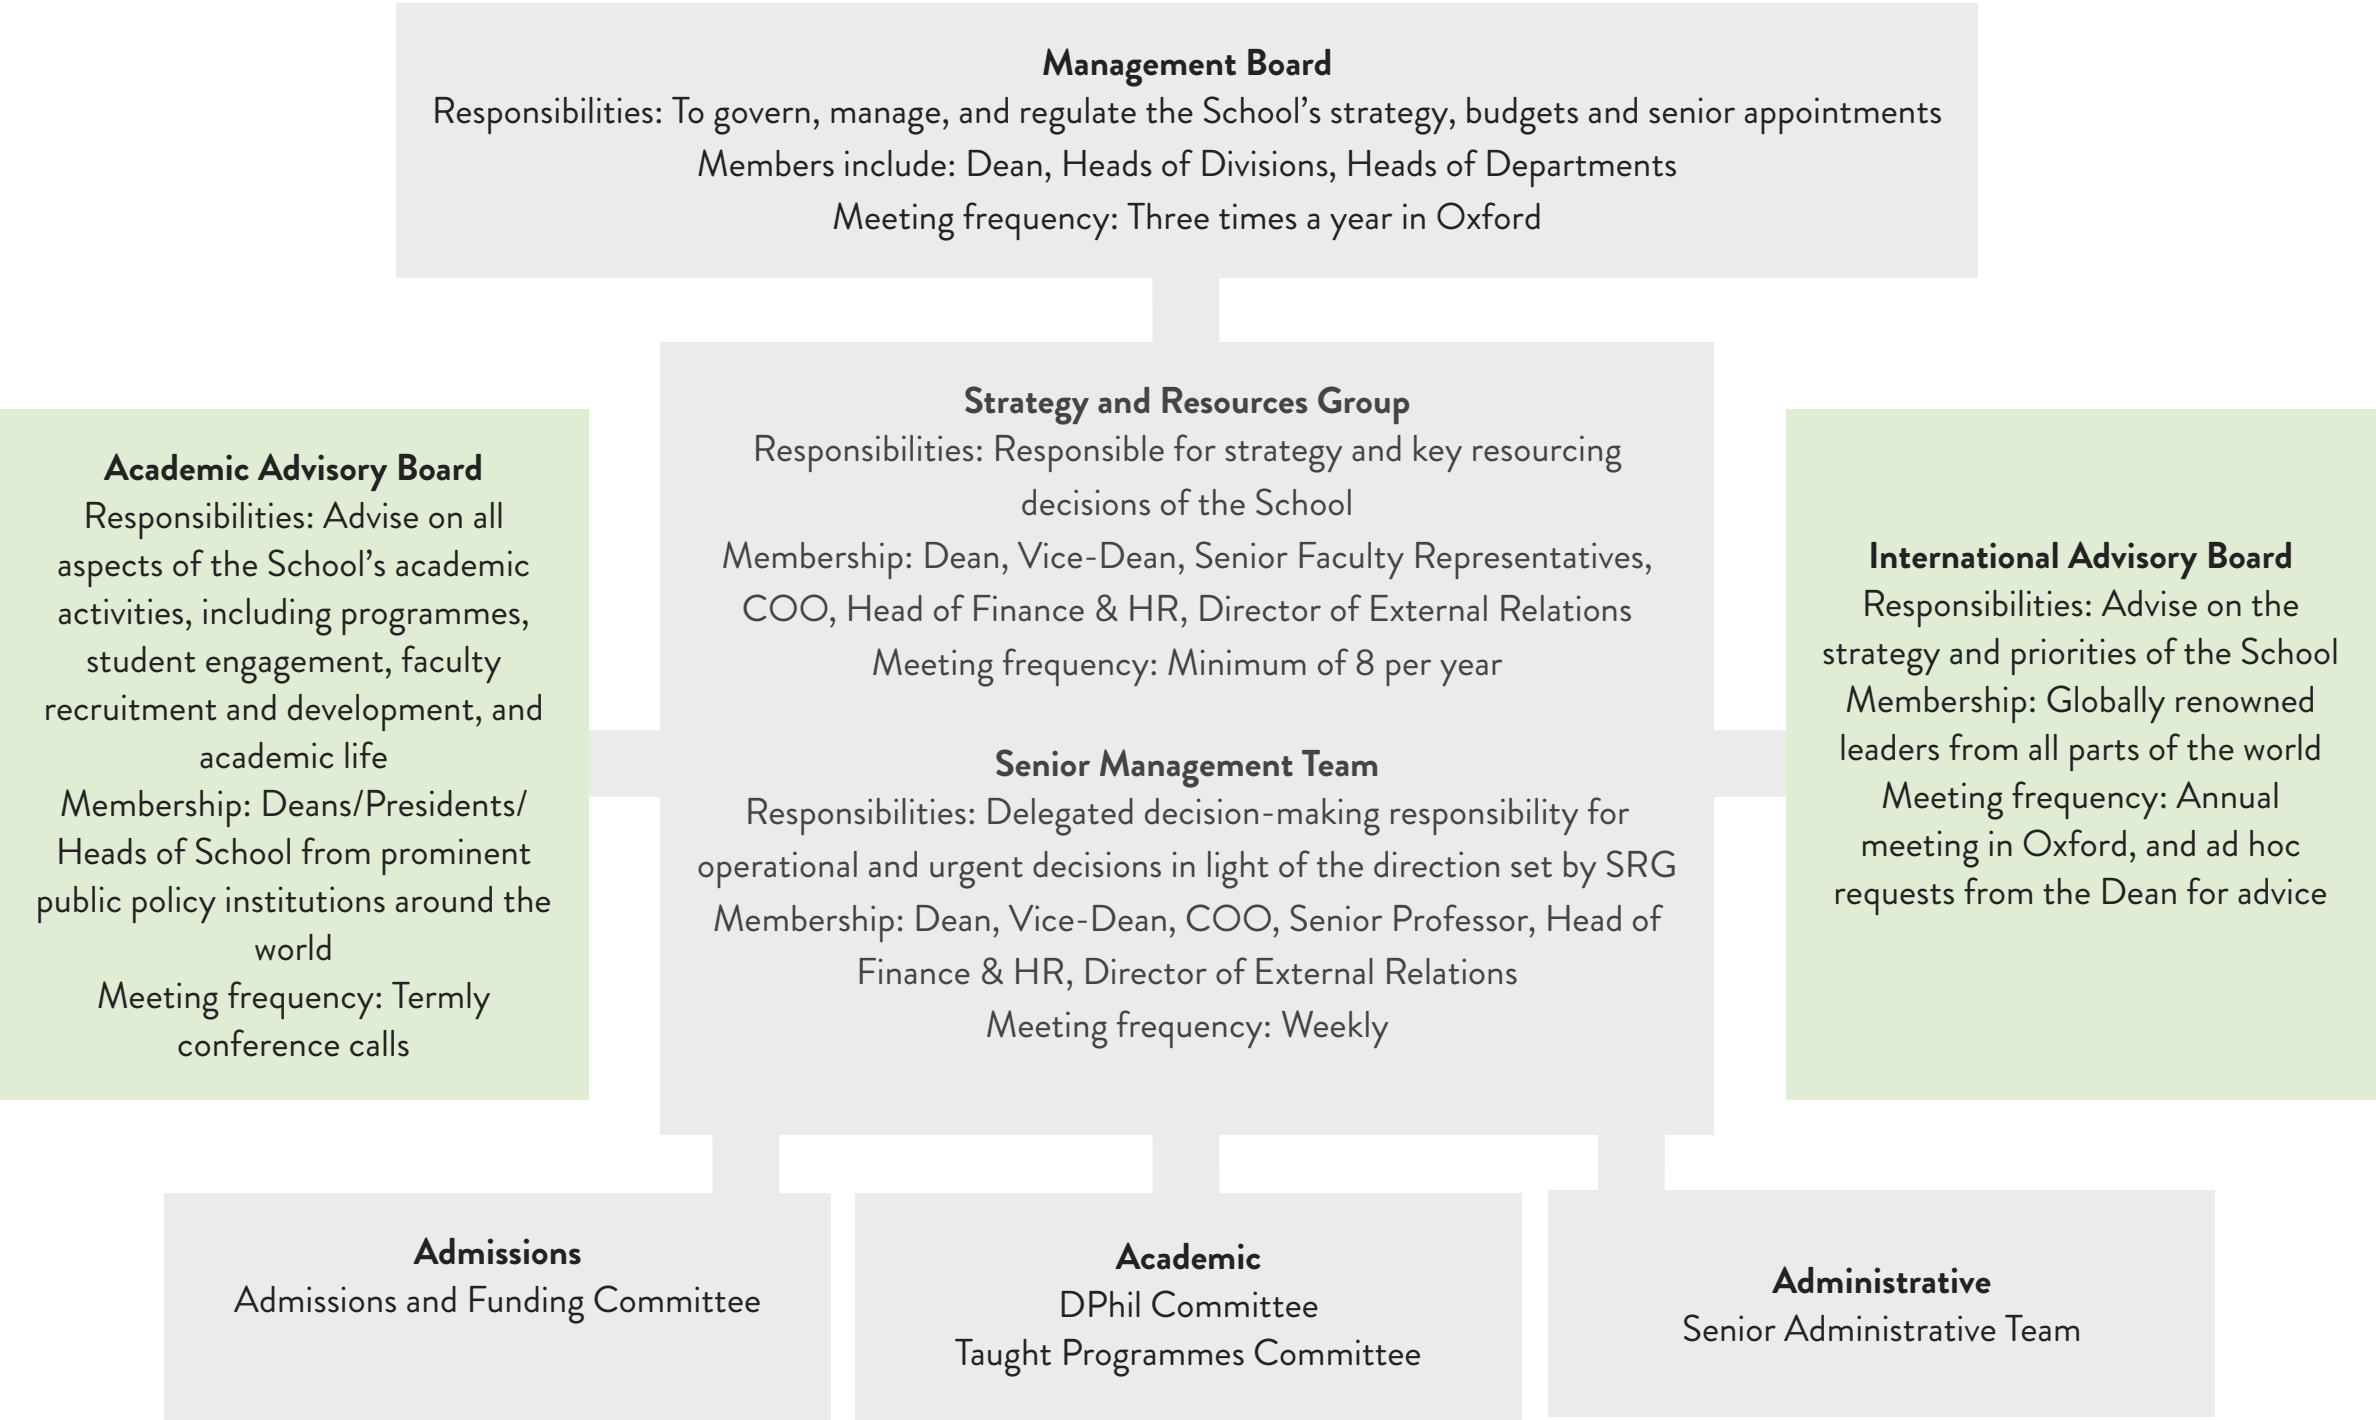 Management Board
Responsibilities: To govern, manage, and regulate the School’s strategy, budgets and senior appointments
Members include: Dean, Heads of Divisions, Heads of Departments
Meeting frequency: Three times a year in Oxford
Academic Advisory Board
Responsibilities: Advise on all
aspects of the School’s academic
activities, including programmes,
student engagement, faculty
recruitment and development, and
academic life
Membership: Deans/Presidents/
Heads of School from prominent
public policy institutions around the
world
Meeting frequency: Termly
conference calls
Strategy and Resources Group
Responsibilities: Responsible for strategy and key resourcing
decisions of the School
Membership: Dean, Vice-Dean, Senior Faculty Representatives,
COO, Head of Finance & HR, Director of External Relations
Meeting frequency: Minimum of 8 per year
Senior Management Team
Responsibilities: Delegated decision-making responsibility for
operational and urgent decisions in light of the direction set by SRG
Membership: Dean, Vice-Dean, COO, Senior Professor, Head of
Finance & HR, Director of External Relations
Meeting frequency: Weekly
International Advisory Board
Responsibilities: Advise on the
strategy and priorities of the School
Membership: Globally renowned
leaders from all parts of the world
Meeting frequency: Annual
meeting in Oxford, and ad hoc
requests from the Dean for advice
Admissions
Admissions and Funding Committee
Academic
DPhil Committee
Taught Programmes Committee
Administrative
Senior Administrative Team